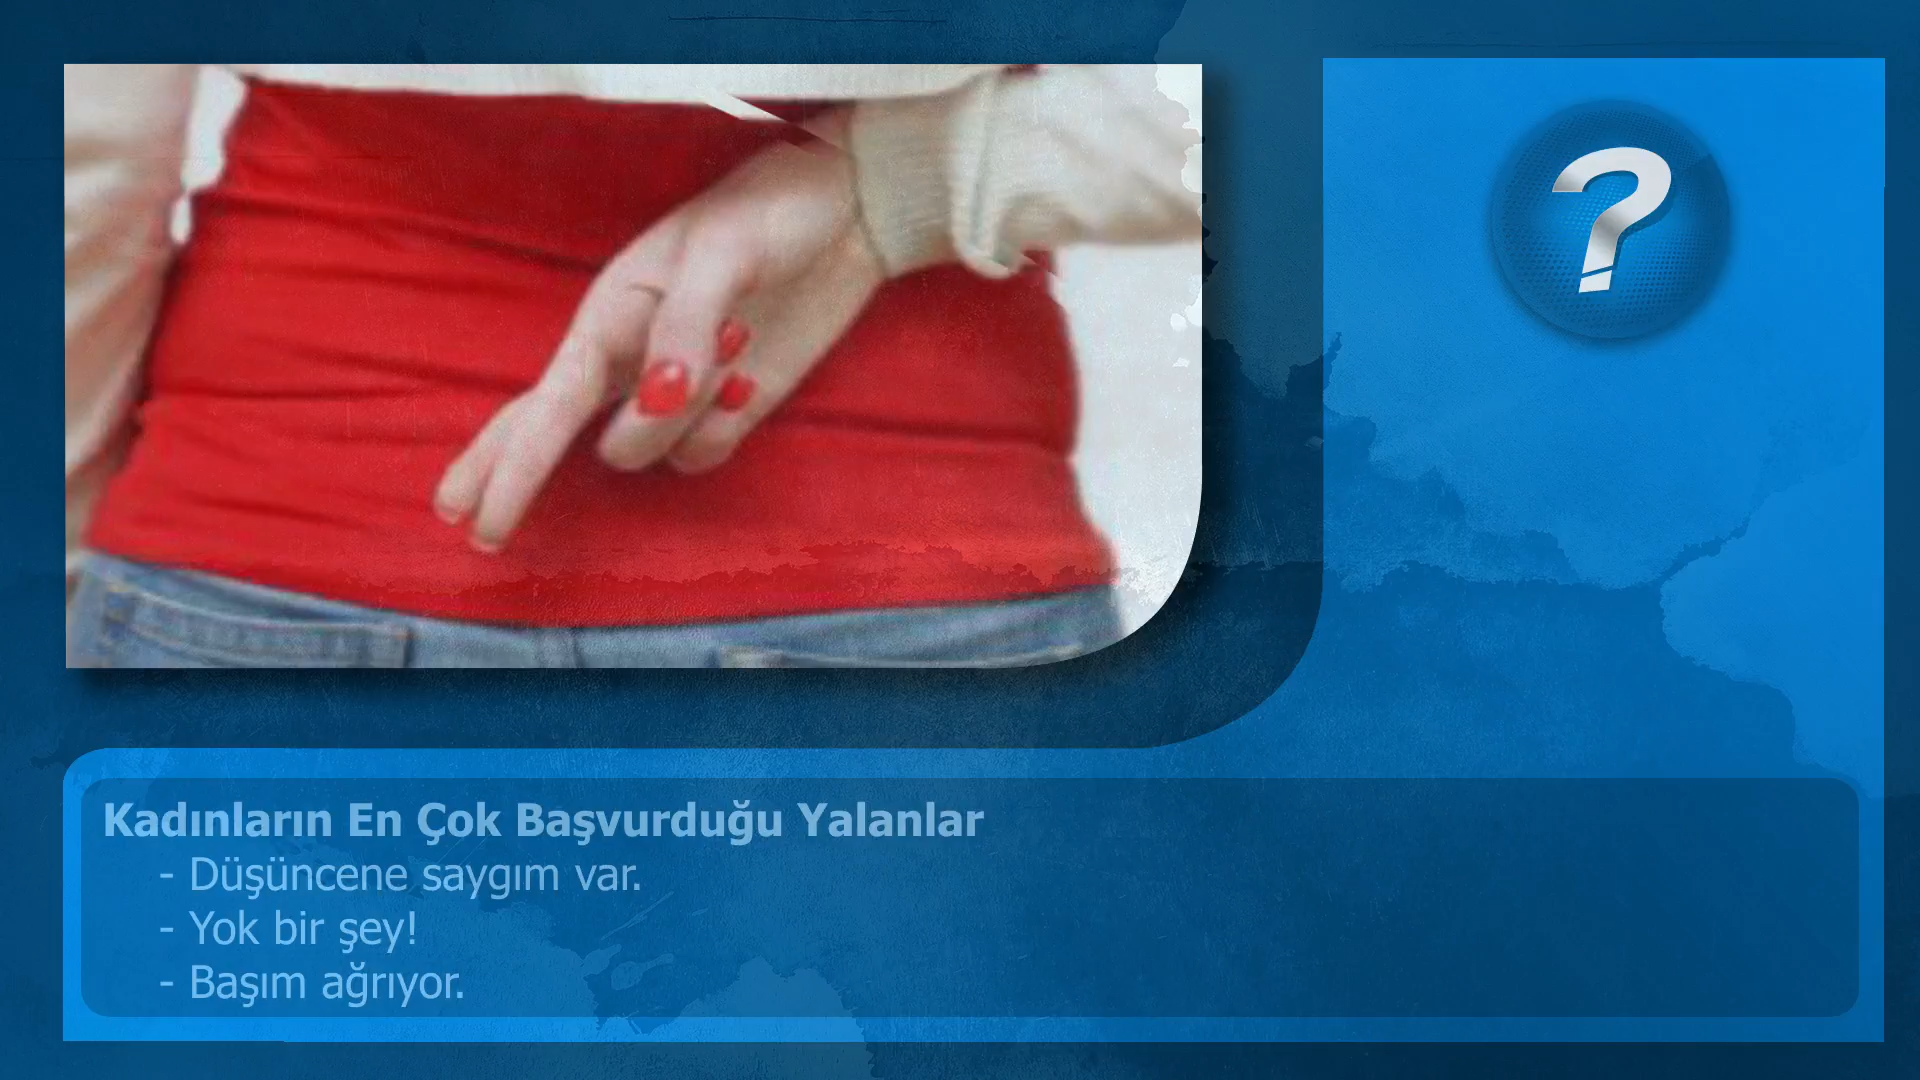 ?
Kadınların En Çok Başvurduğu Yalanlar
- Düşüncene saygım var.
- Yok bir şey!
- Başım ağrıyor.